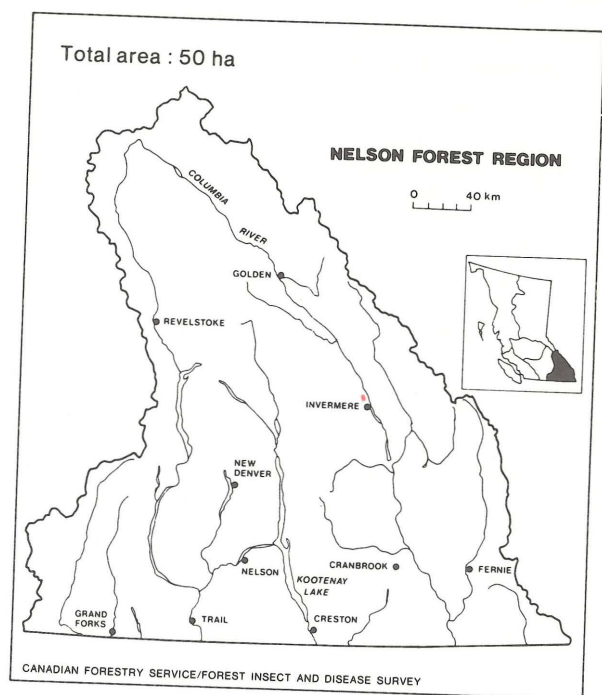 Total area : 50 ha
NELSON FOREST REGION
0 40 km
COLUMBIA
RIVER
GOLDEN
REVELSTOKE
INVERMERE
NEW
DENVER
NELSON
CRANBROOK
FERNIE
KOOTENAY
LAKE
GRAND
FORKS
TRAIL
CRESTON
CANADIAN FORESTRY SERVICE/FOREST INSECT AND DISEASE SURVEY